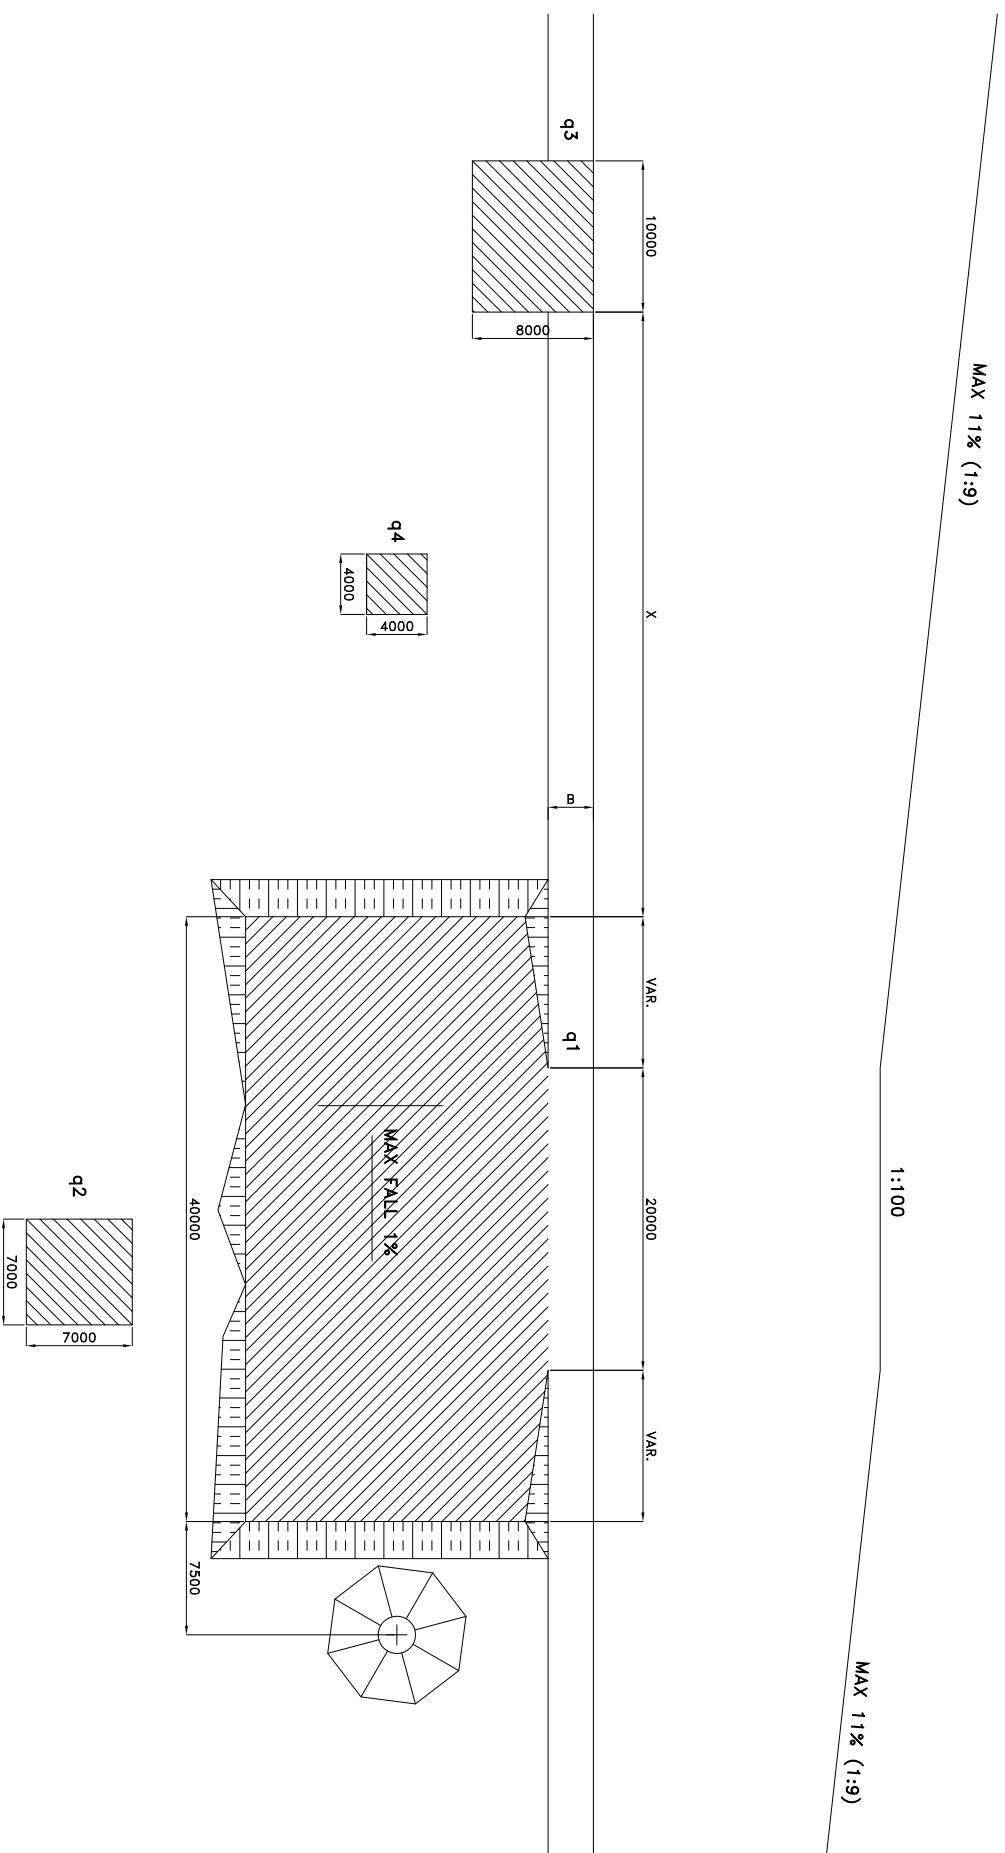 MAX 11% (1:9)
1:100
MAX 11% (1:9)
10000
X
VAR.
20000
VAR.
q3
8000
B
q1
q4
4000
4000
MAX FALL 1%
40000
7500
q2
7000
7000